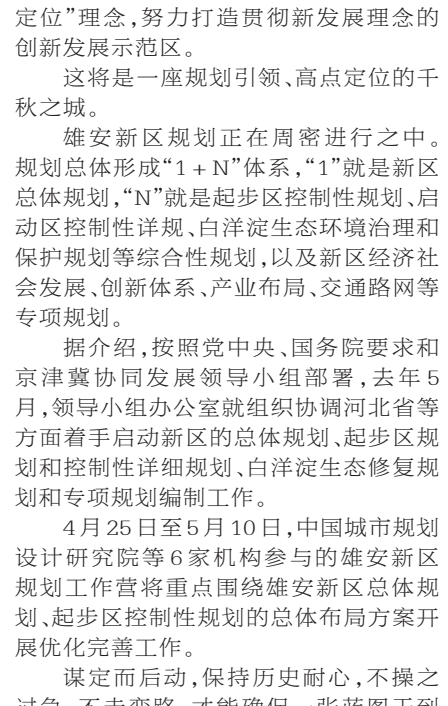 定位”理念,努力打造贯彻新发展理念的
创新发展示范区。
这将是一座规划引领、高点定位的千
秋之城。
雄安新区规划正在周密进行之中。
规划总体形成“1+N”体系,“1”就是新区
总体规划,“N”就是起步区控制性规划、启
动区控制性详规、白洋淀生态环境治理和
保护规划等综合性规划,以及新区经济社
会发展、创新体系、产业布局、交通路网等
专项规划。
据介绍,按照党中央、国务院要求和
京津冀协同发展领导小组部署,去年5
月,领导小组办公室就组织协调河北省等
方面着手启动新区的总体规划、起步区规
划和控制性详细规划、白洋淀生态修复规
划和专项规划编制工作。
4月25日至5月10日,中国城市规划
设计研究院等6家机构参与的雄安新区
规划工作营将重点围绕雄安新区总体规
划、起步区控制性规划的总体布局方案开
展优化完善工作。
谋定而后动,保持历史耐心,不操之
过急、不走弯路,才能确保一张蓝图干到